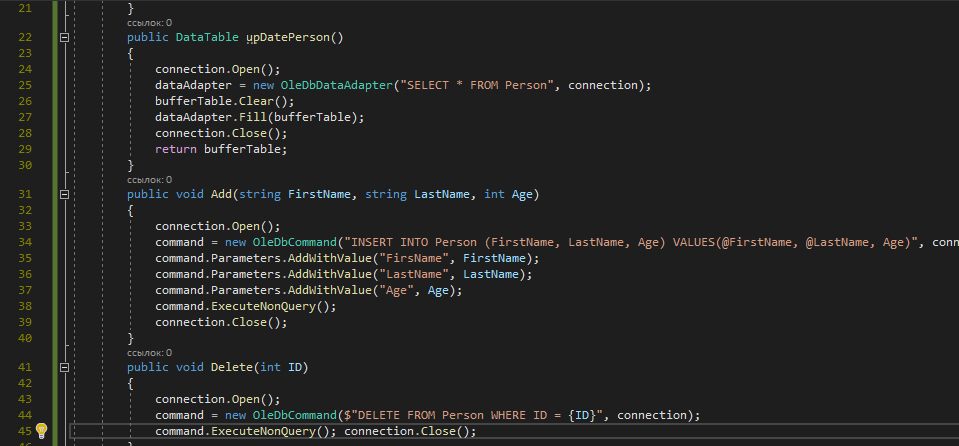 21 }
ссылок: 0
22 public DataTable upDatePerson()
23 {
24 connection.Open();
25 dataAdapter = new OleDbDataAdapter("SELECT * FROM Person", connection);
26 bufferTable.Clear();
27 dataAdapter.Fill(bufferTable);
28 connection.Close();
29 return bufferTable;
30 }
ссылок: 0
31 public void Add(string FirstName, string LastName, int Age)
32 {
33 connection.Open();
34 command = new OleDbCommand("INSERT INTO Person (FirstName, LastName, Age) VALUES(@FirstName, @LastName, Age)", conn
35 command.Parameters.AddWithValue("FirsName", FirstName);
36 command.Parameters.AddWithValue("LastName", LastName);
37 command.Parameters.AddWithValue("Age", Age);
38 command.ExecuteNonQuery();
39 connection.Close();
40 }
ссылок: 0
41 public void Delete(int ID)
42 {
43 connection.Open();
44 command = new OleDbCommand($"DELETE FROM Person WHERE ID = {ID}", connection);
45 command.ExecuteNonQuery(); connection.Close();